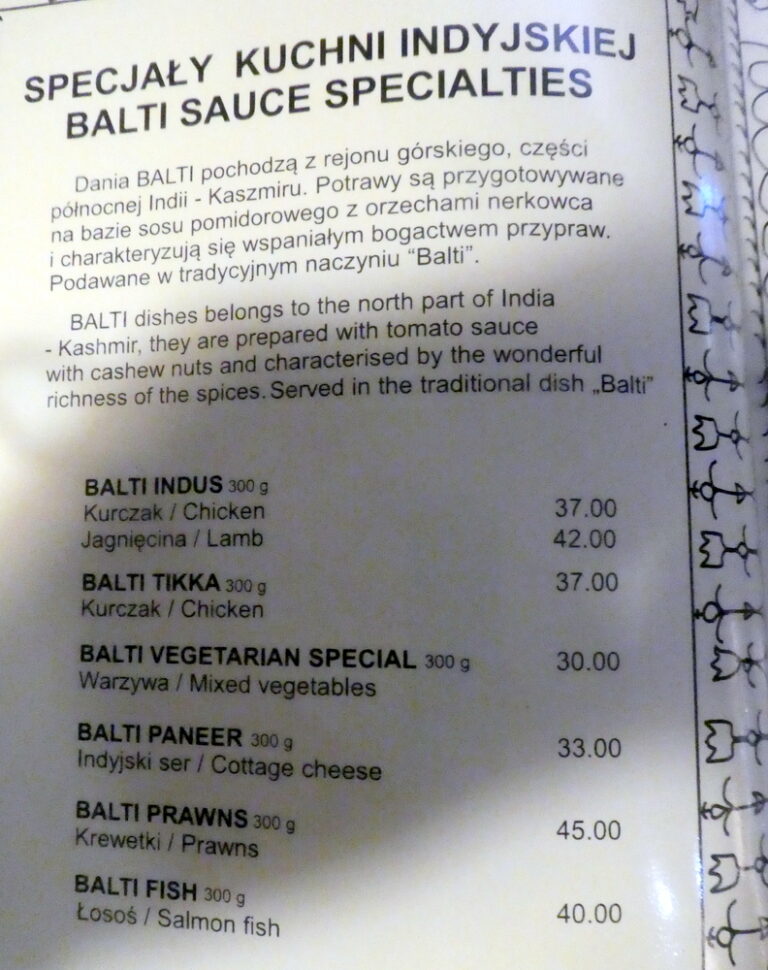 SPECJAŁY KUCHNI INDYJSKIEJ
BALTI SAUCE SPECIALTIES
Dania BALTI pochodzą z rejonu górskiego, części
północnej Indii - Kaszmiru. Potrawy są przygotowywane
na bazie sosu pomidorowego z orzechami nerkowca
i charakteryzują się wspaniałym bogactwem przypraw.
Podawane w tradycyjnym naczyniu “Balti”.
BALTI dishes belongs to the north part of India
- Kashmir, they are prepared with tomato sauce
with cashew nuts and characterised by the wonderful
richness of the spices. Served in the traditional dish „Balti”
BALTI INDUS 300 g
Kurczak / Chicken 37.00
Jagnięcina / Lamb 42.00
BALTI TIKKA 300 g 37.00
Kurczak / Chicken
BALTI VEGETARIAN SPECIAL 300 g 30.00
Warzywa / Mixed vegetables
BALTI PANEER 300 g 33.00
Indyjski ser / Cottage cheese
BALTI PRAWNS 300 g 45.00
Krewetki / Prawns
BALTI FISH 300 g 40.00
Łosoś / Salmon fish